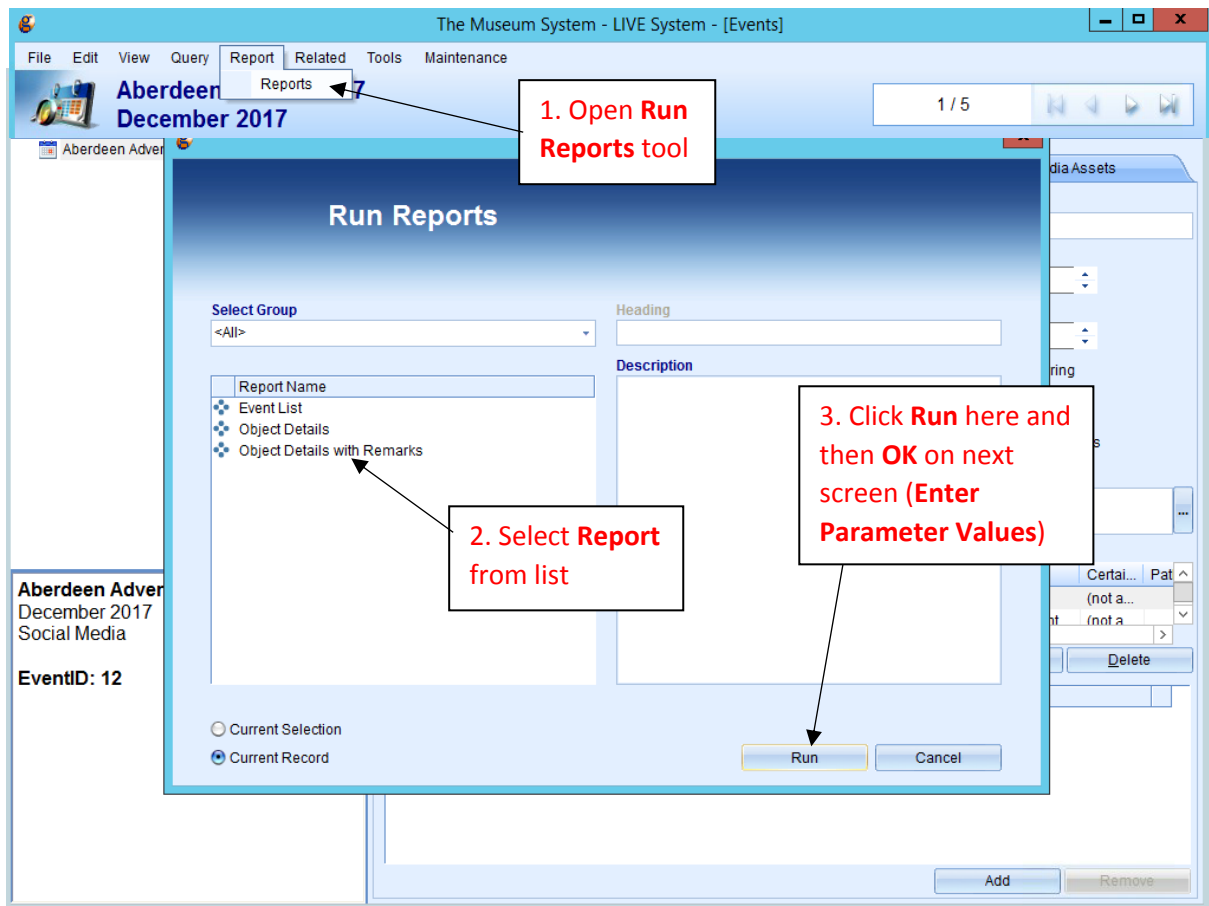 The Museum System - LIVE System - [Events]
File Edit View Query Report Related Tools Maintenance
Reports
Aberdeen 7
December 2017
1 / 5
1. Open Run
Reports tool
Aberdeen Adver
dia Assets
Run Reports
Select Group
<All>
Heading
Description
ring
s
Report Name
Event List
Object Details
Object Details with Remarks
2. Select Report
from list
3. Click Run here and
then OK on next
screen (Enter
Parameter Values)
...
Certai... Pat
(not a...
nt (not a
Delete
Aberdeen Adver
December 2017
Social Media
EventID: 12
Current Selection
Current Record
Run Cancel
Add Remove